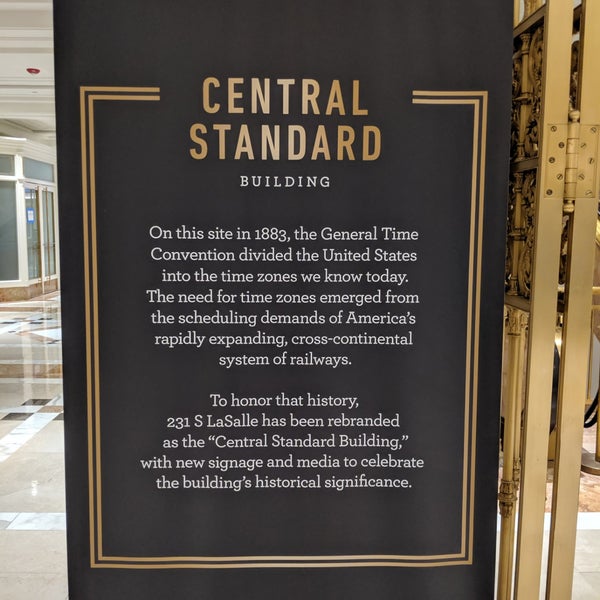 CENTRAL
STANDARD
BUILDING
On this site in 1883, the General Time
Convention divided the United States
into the time zones we know today.
The need for time zones emerged from
the scheduling demands of America's
rapidly expanding, cross-continental
system of railways.
To honor that history,
231 S LaSalle has been rebranded
as the “Central Standard Building,”
with new signage and media to celebrate
the building's historical significance.